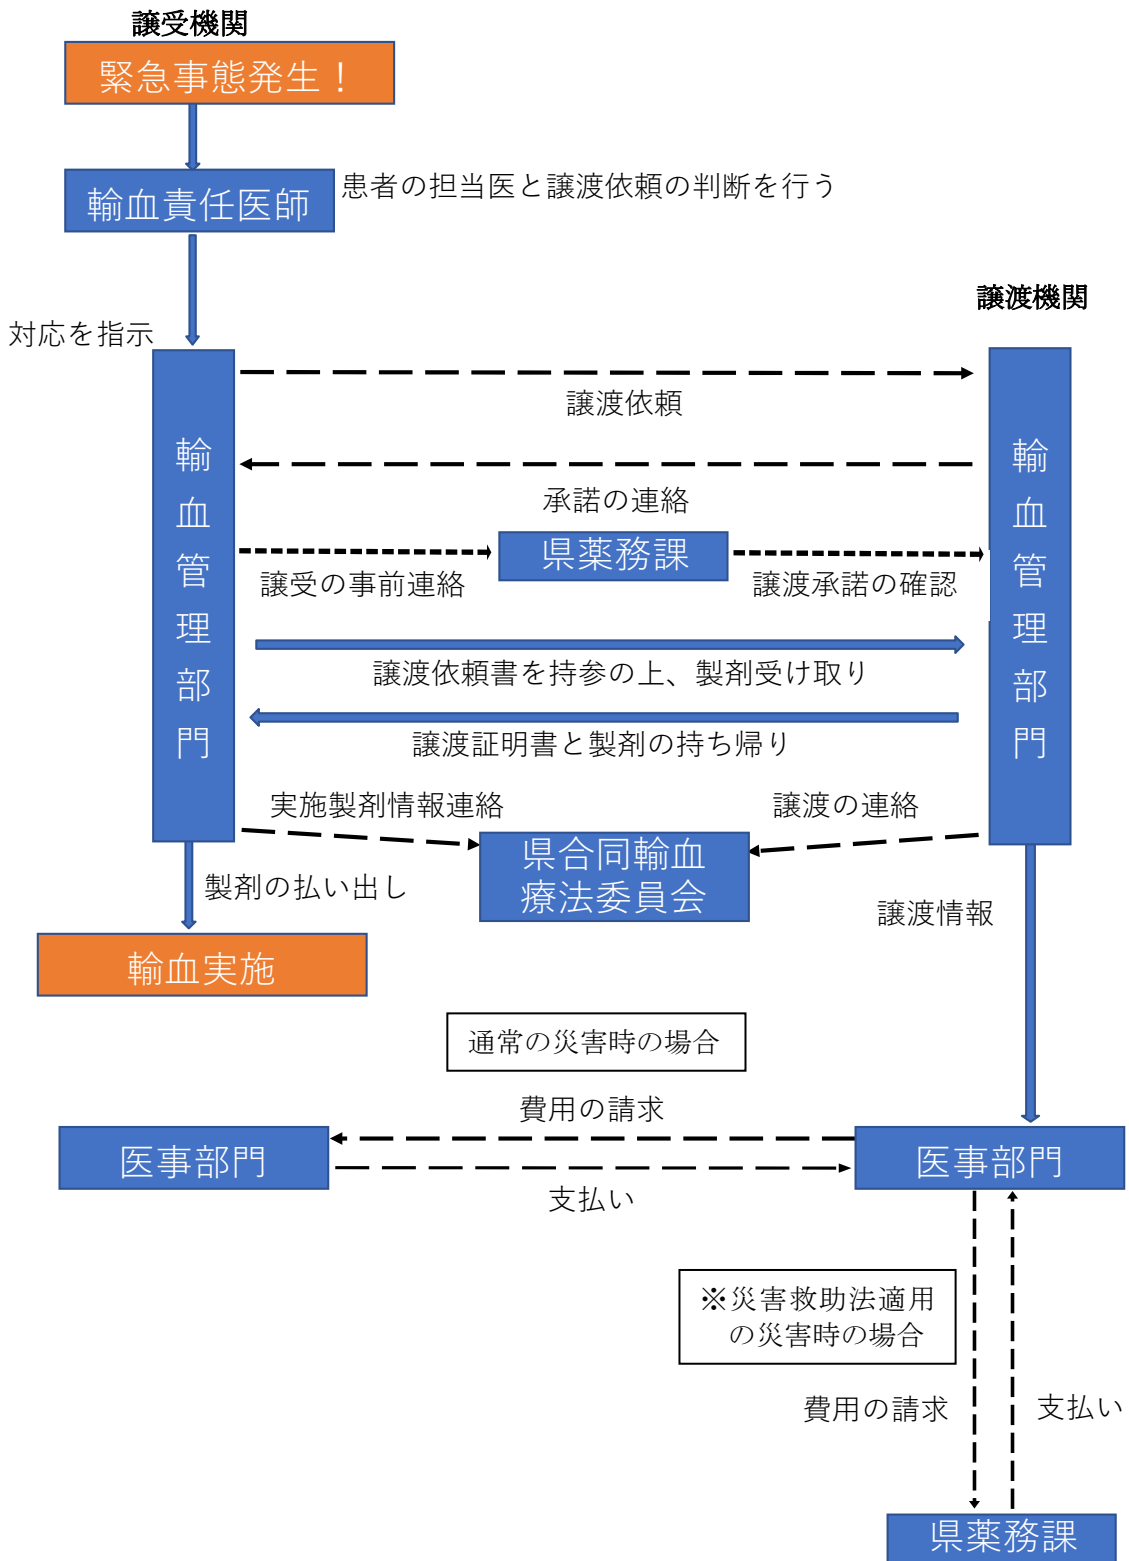 譲受機関
緊急事態発生！
輸血責任医師
患者の担当医と譲渡依頼の判断を行う
対応を指示
譲渡機関
輸血管理部門
輸血管理部門
譲渡依頼
承諾の連絡
県薬務課
譲受の事前連絡
譲渡承諾の確認
譲渡依頼書を持参の上、製剤受け取り
譲渡証明書と製剤の持ち帰り
実施製剤情報連絡
譲渡の連絡
県合同輸血
療法委員会
製剤の払い出し
譲渡情報
輸血実施
通常の災害時の場合
費用の請求
医事部門
医事部門
支払い
※災害救助法適用
の災害時の場合
費用の請求
支払い
県薬務課